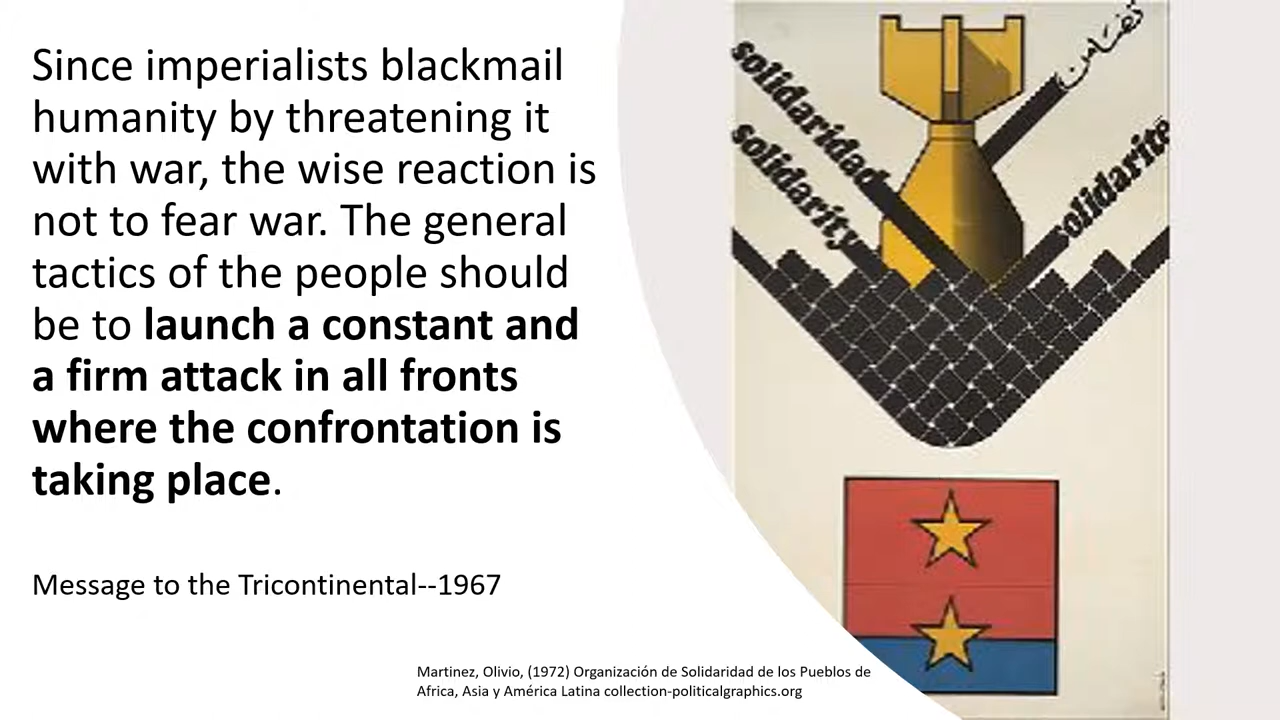 Since imperialists blackmail
humanity by threatening it
with war, the wise reaction is
not to fear war. The general
tactics of the people should
be to launch a constant and
a firm attack in all fronts
where the confrontation is
taking place.
Message to the Tricontinental--1967
Martinez, Olivio, (1972) Organización de Solidaridad de los Pueblos de
Africa, Asia y América Latina collection-politicalgraphics.org
solidaridad
solidarity
تضامن
solidarite